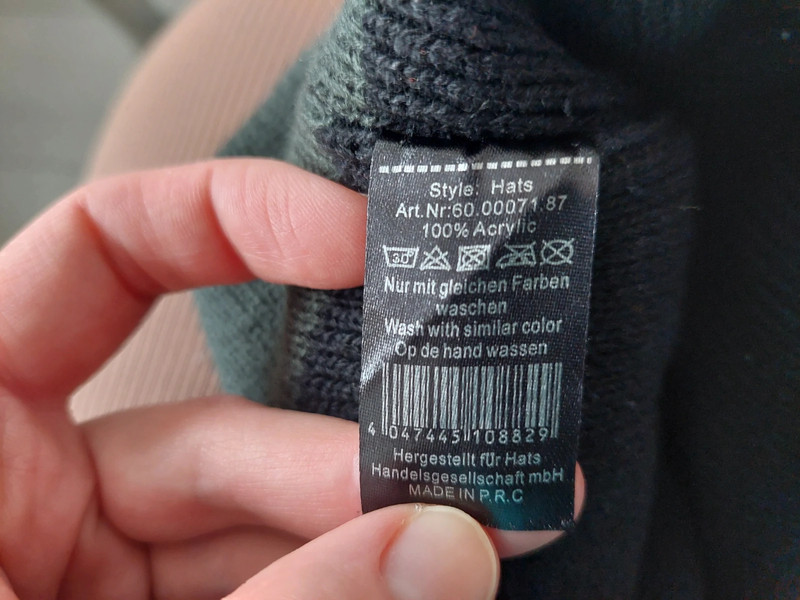 Style: Hats
Art.Nr:60.00071.87
100% Acrylic
30°
Nur mit gleichen Farben
waschen
Wash with similar color
Op de hand wassen
4 047445 108829
Hergestellt für Hats
Handelsgesellschaft mbH
MADE IN P.R.C